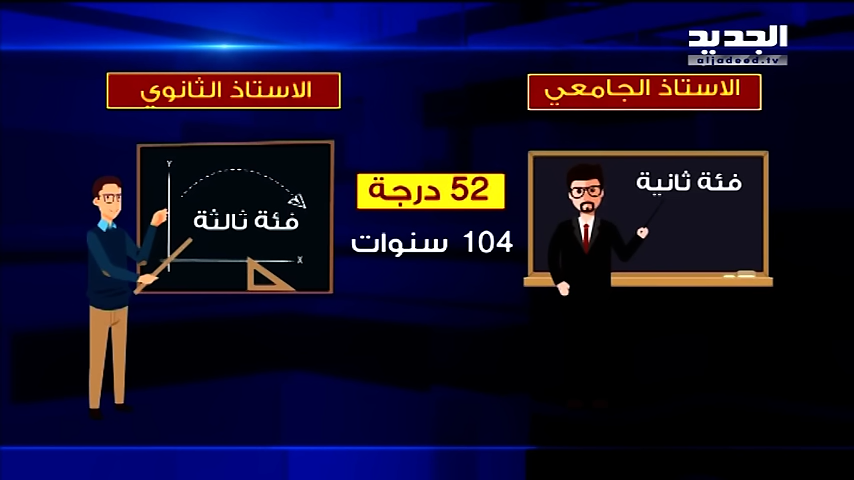 الجديد
aljadeed.tv
الاستاذ الجامعي
الاستاذ الثانوي
فئة ثانية
52 درجة
104 سنوات
Y
فئة ثالثة
X